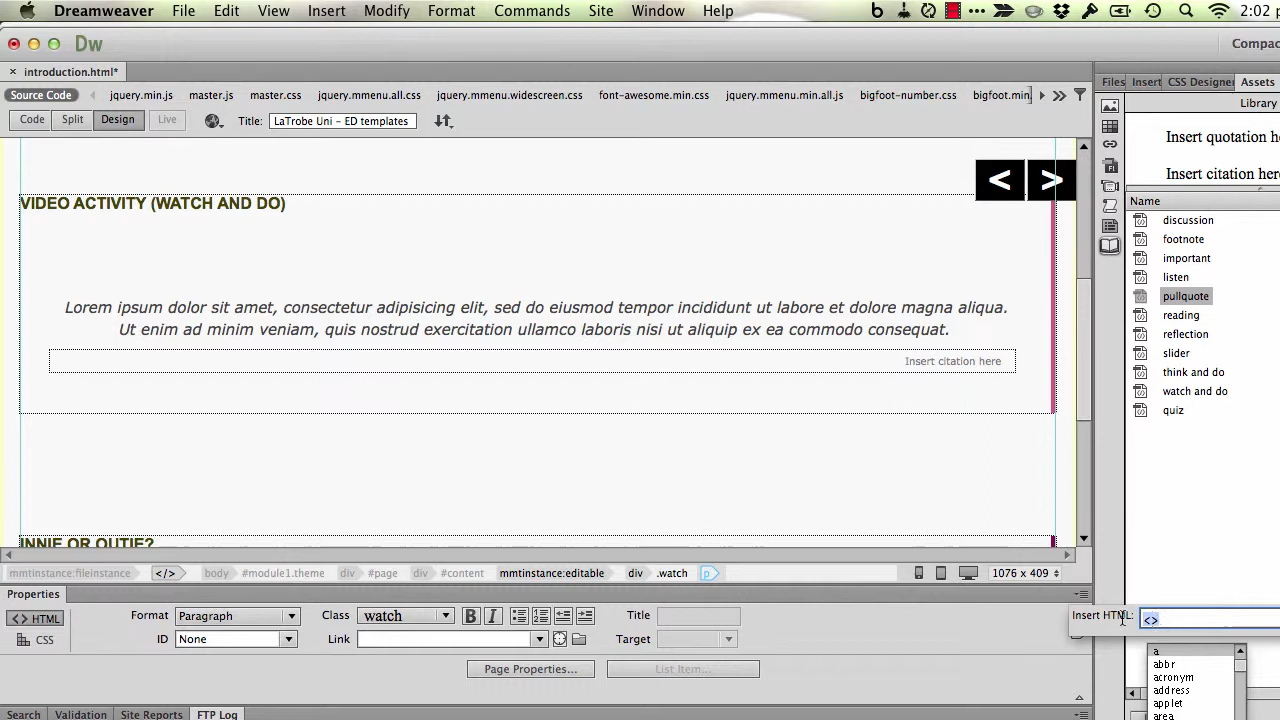 Dreamweaver File Edit View Insert Modify Format Commands Site Window Help 2:02 p
Dw Compac
introduction.html*
Files Insert CSS Designer Assets
Source Code jquery.min.js master.js master.css jquery.mmenu.all.css jquery.mmenu.widescreen.css font-awesome.min.css jquery.mmenu.min.all.js bigfoot-number.css bigfoot.min
Library
Code Split Design Live Title: LaTrobe Uni - ED templates
Insert quotation he
Insert citation here
< >
VIDEO ACTIVITY (WATCH AND DO)
Name
discussion
footnote
important
listen
pullquote
reading
reflection
slider
think and do
watch and do
quiz
Lorem ipsum dolor sit amet, consectetur adipisicing elit, sed do eiusmod tempor incididunt ut labore et dolore magna aliqua.
Ut enim ad minim veniam, quis nostrud exercitation ullamco laboris nisi ut aliquip ex ea commodo consequat.
Insert citation here
INNIE OR OUTIE?
mmtinstance:fileinstance </> body #module1.theme div #page div #content mmtinstance:editable div .watch p 1076 x 409
Properties
<> HTML Format Paragraph Class watch B I Title
CSS ID None Link Target
Page Properties... List Item...
Insert HTML: <>
a
abbr
acronym
address
applet
area
Search Validation Site Reports FTP Log